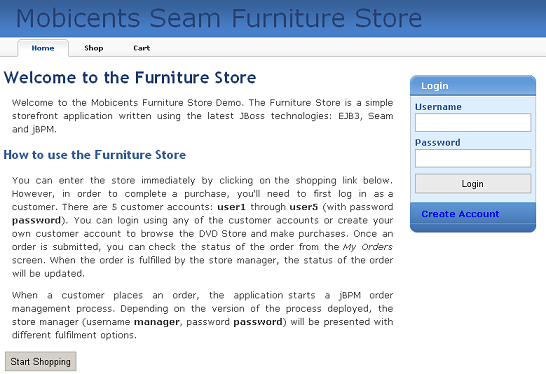 Mobicents Seam Furniture Store
Home Shop Cart
Welcome to the Furniture Store
Welcome to the Mobicents Furniture Store Demo. The Furniture Store is a simple
storefront application written using the latest JBoss technologies: EJB3, Seam
and jBPM.
How to use the Furniture Store
You can enter the store immediately by clicking on the shopping link below.
However, in order to complete a purchase, you'll need to first log in as a
customer. There are 5 customer accounts: user1 through user5 (with password
password). You can login using any of the customer accounts or create your
own customer account to browse the DVD Store and make purchases. Once an
order is submitted, you can check the status of the order from the My Orders
screen. When the order is fulfilled by the store manager, the status of the order
will be updated.
When a customer places an order, the application starts a jBPM order
management process. Depending on the version of the process deployed, the
store manager (username manager, password password) will be presented with
different fulfilment options.
Start Shopping
Login
Username
Password
Login
Create Account